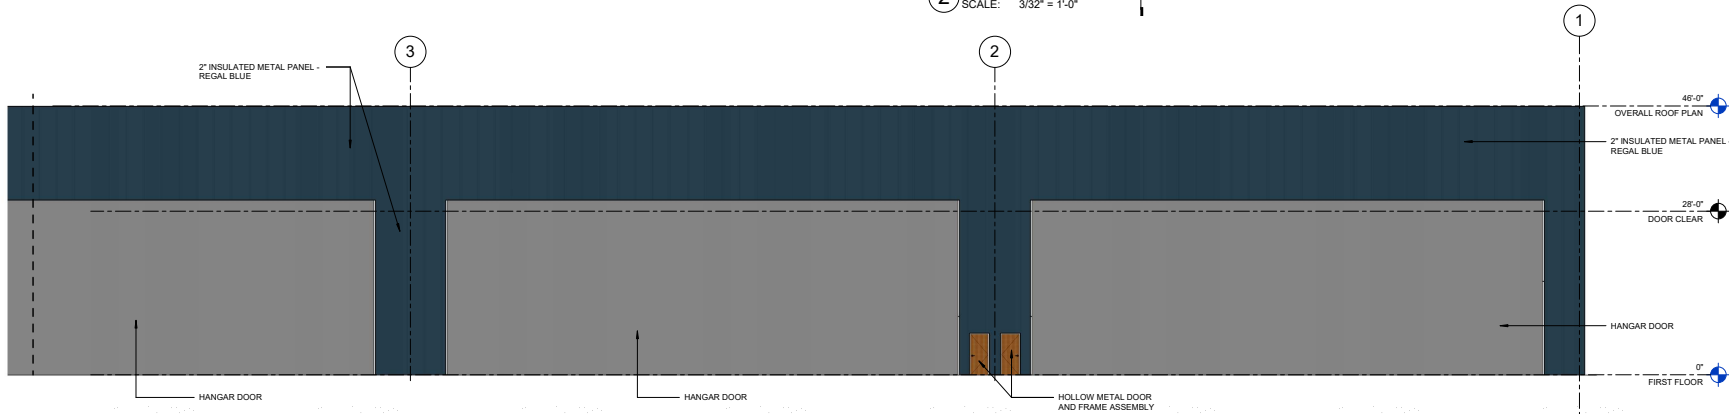 2
SCALE: 3/32" = 1'-0"
1
3
2
2" INSULATED METAL PANEL -
REGAL BLUE
46'-0"
OVERALL ROOF PLAN
2" INSULATED METAL PANEL -
REGAL BLUE
28'-0"
DOOR CLEAR
HANGAR DOOR
0"
FIRST FLOOR
HANGAR DOOR
HANGAR DOOR
HOLLOW METAL DOOR
AND FRAME ASSEMBLY